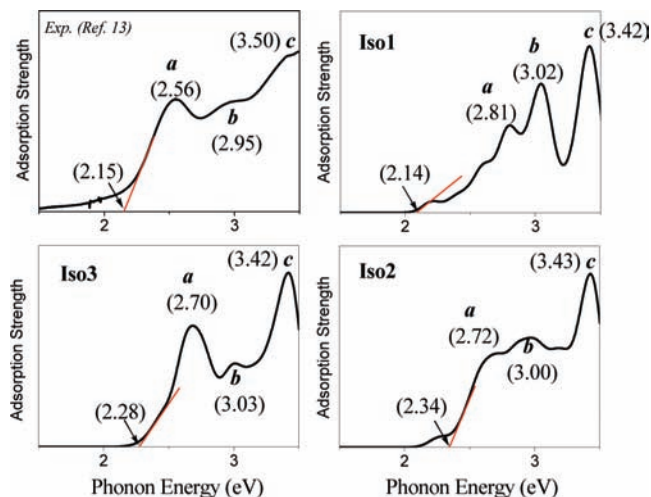 Exp. (Ref. 13)
(3.50) c
a
(2.56)
b
(2.95)
(2.15)
Adsorption Strength
2
3
Iso1
c (3.42)
b
(3.02)
a
(2.81)
(2.14)
Adsorption Strength
2
3
Iso3
c
(3.42)
a
(2.70)
b
(3.03)
(2.28)
Adsorption Strength
2
3
Phonon Energy (eV)
Iso2
(3.43) c
a
(2.72)
b
(3.00)
(2.34)
Adsorption Strength
2
3
Phonon Energy (eV)